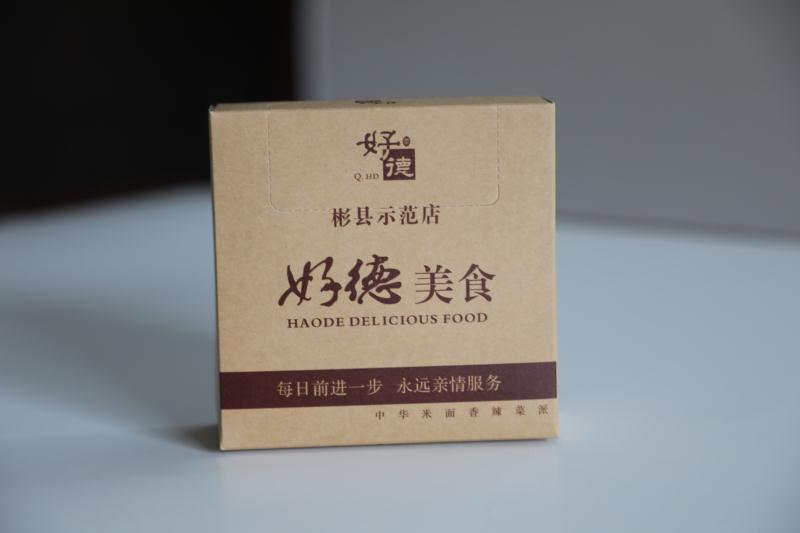 好德
Q. HD
彬县示范店
好德 美食
HAODE DELICIOUS FOOD
每日前进一步 永远亲情服务
中华米面香辣菜派